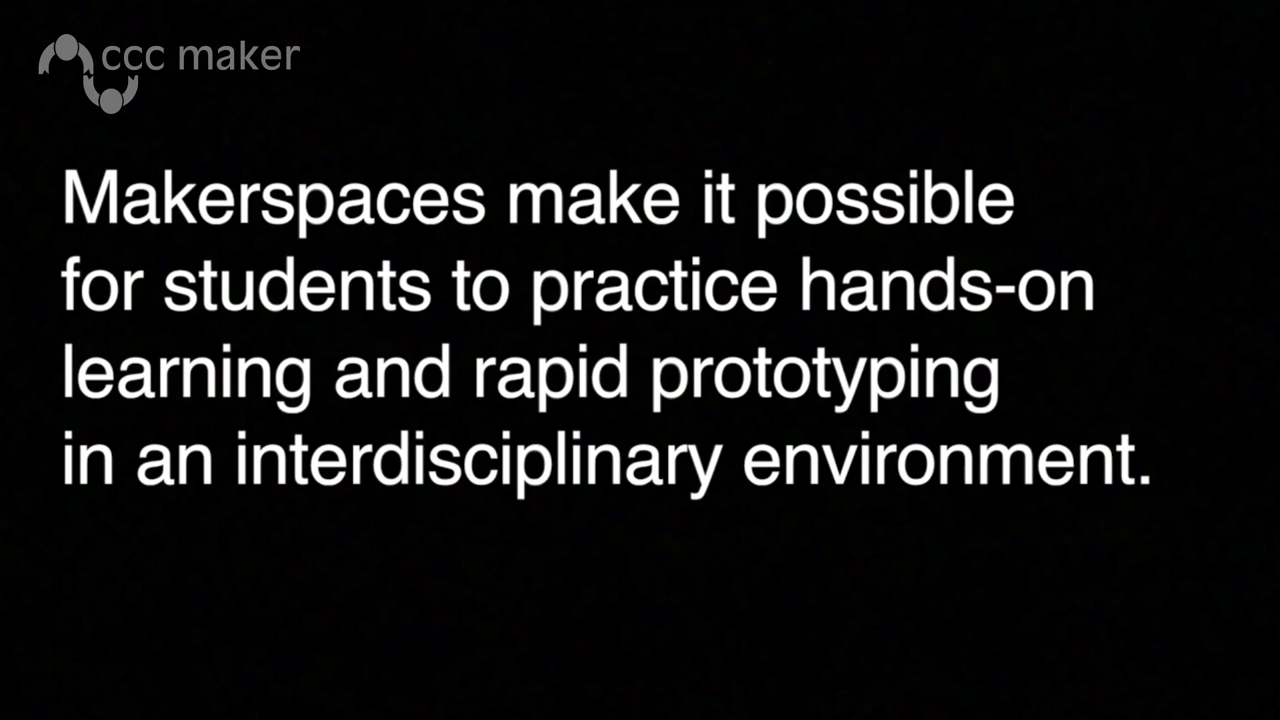 ccc maker
Makerspaces make it possible
for students to practice hands-on
learning and rapid prototyping
in an interdisciplinary environment.